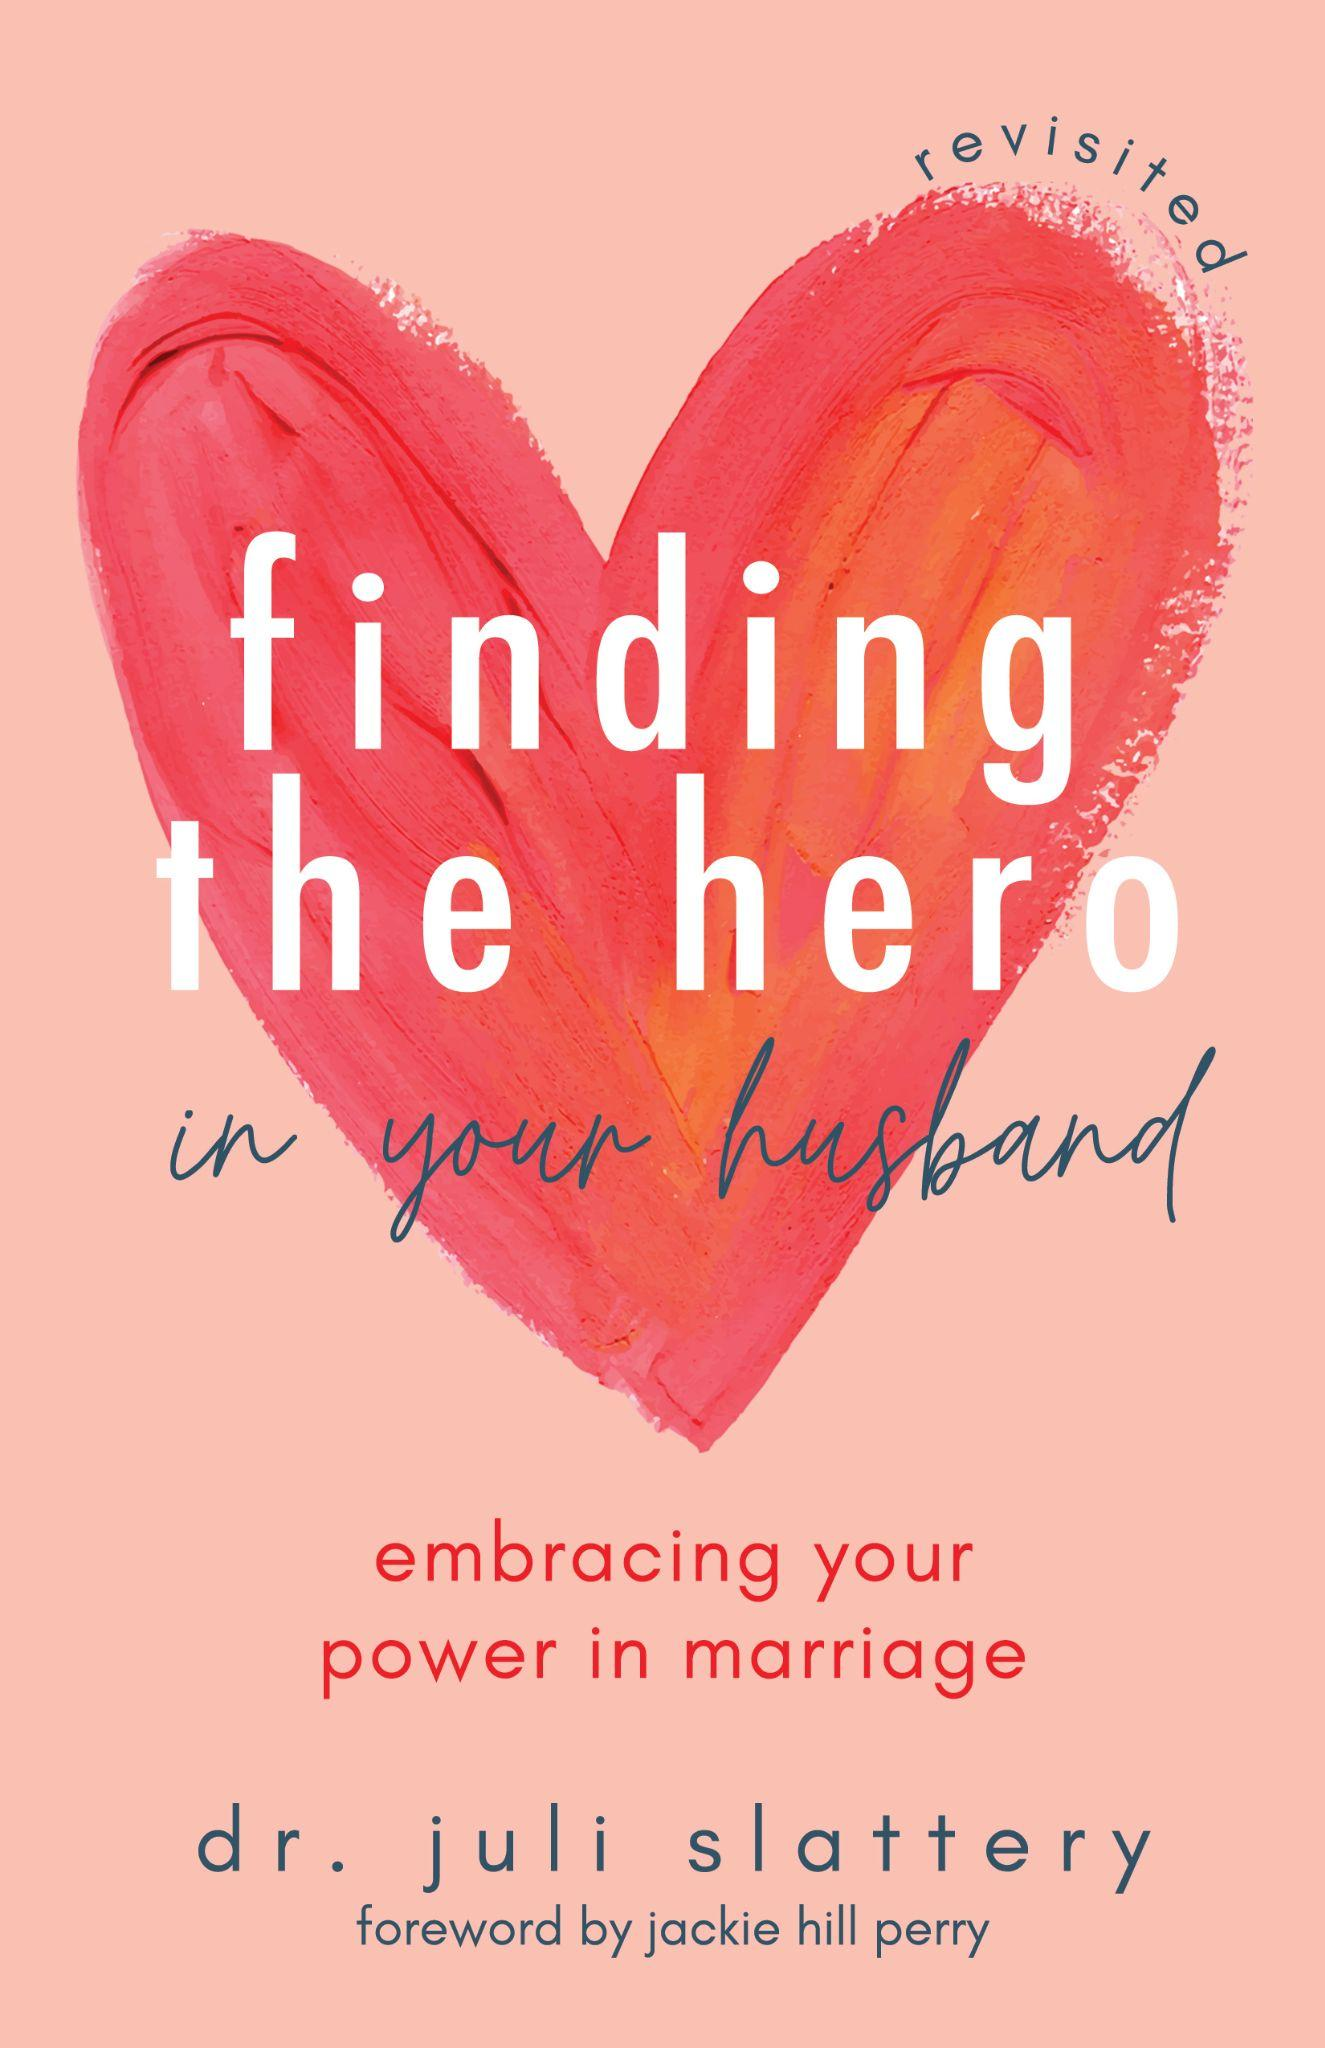 revisited
finding
the hero
in your husband
embracing your
power in marriage
dr. juli slattery
foreword by jackie hill perry